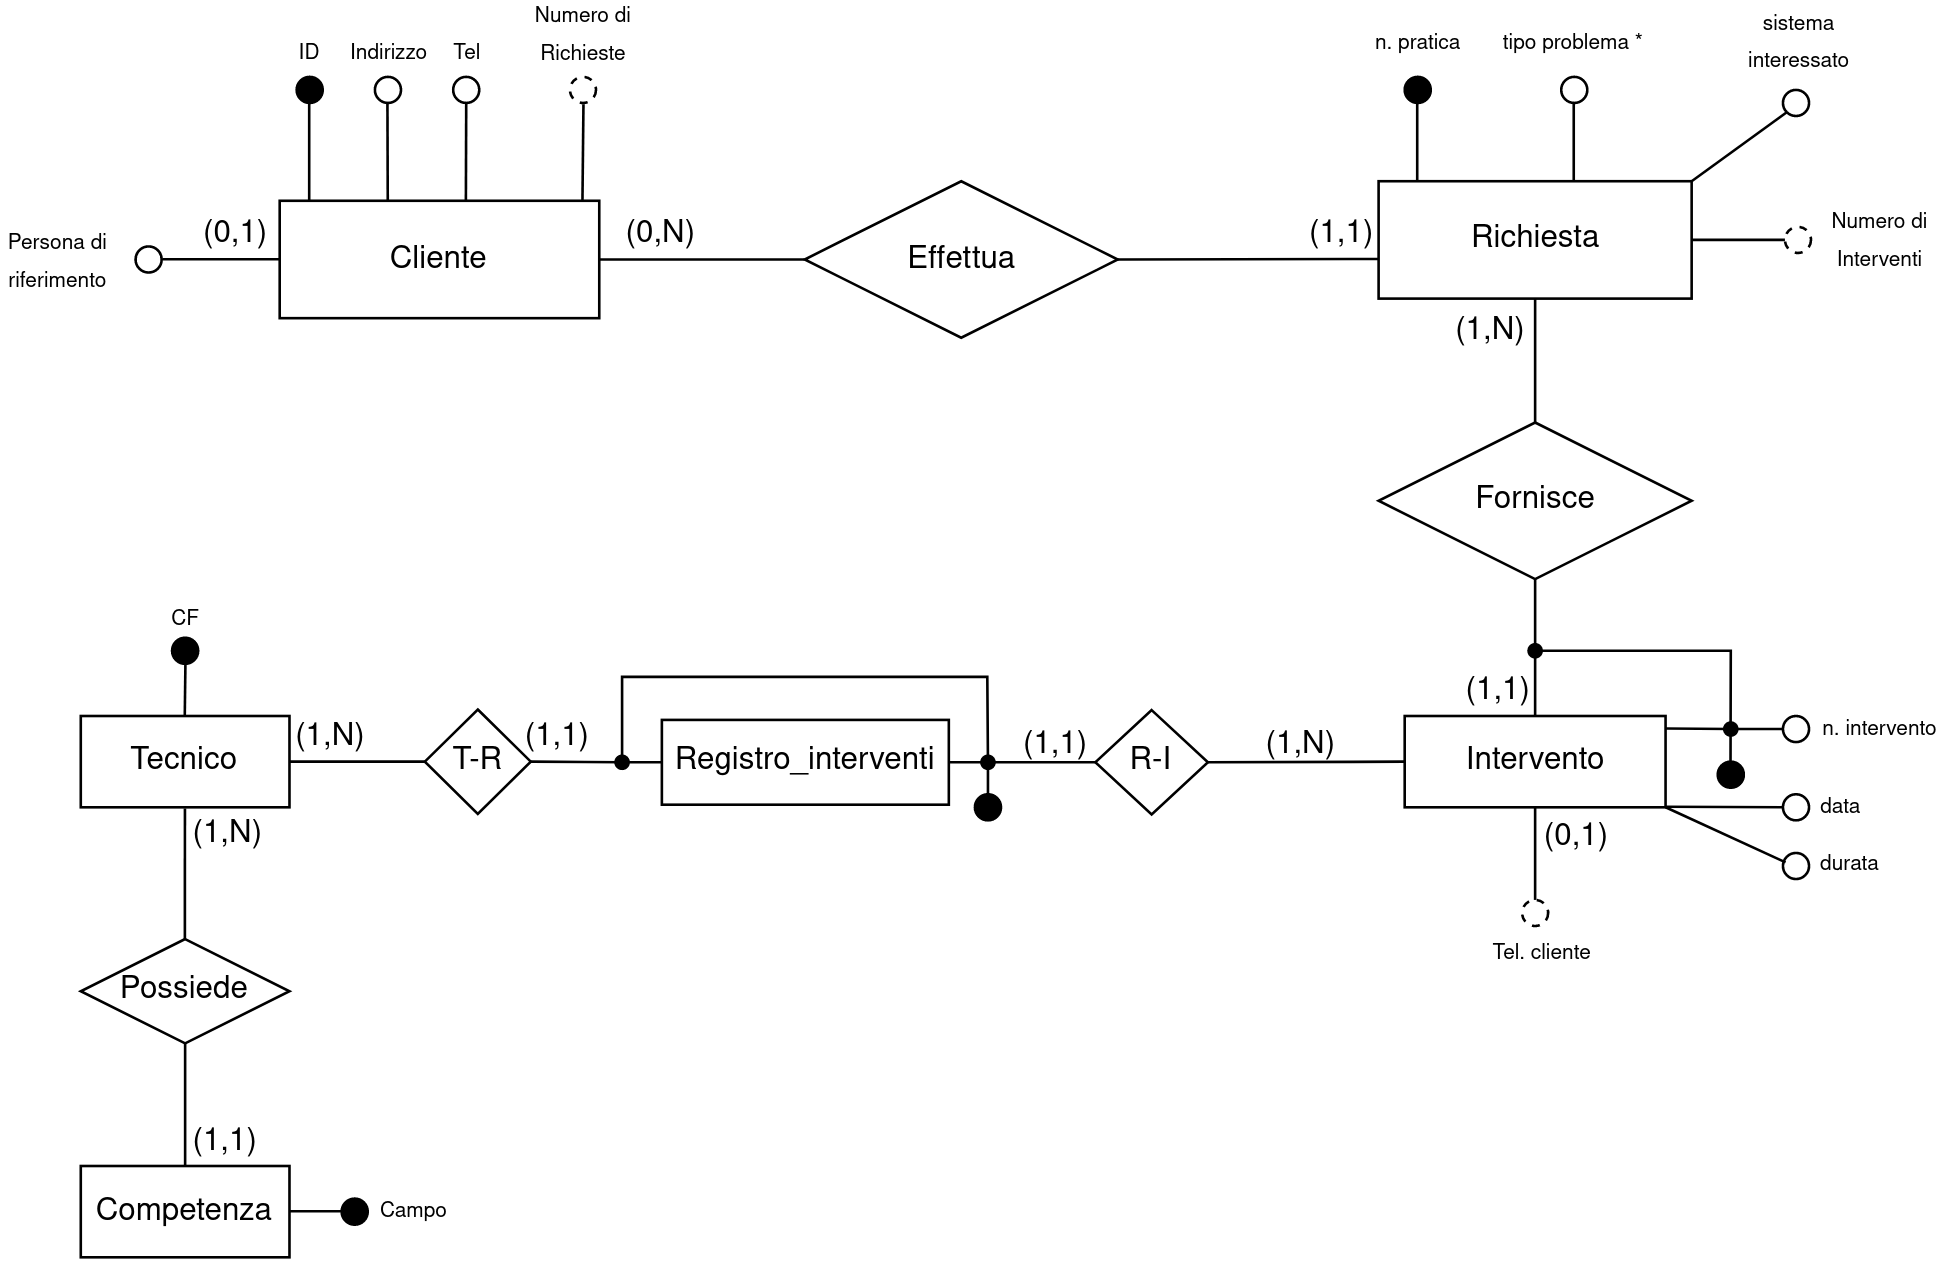 Numero di
Richieste
ID
Indirizzo
Tel
n. pratica
tipo problema *
sistema
interessato
Persona di
riferimento
(0,1)
Cliente
(0,N)
Effettua
(1,1)
Richiesta
Numero di
Interventi
(1,N)
Fornisce
CF
(1,1)
Tecnico
(1,N)
T-R
(1,1)
Registro_interventi
(1,1)
R-I
(1,N)
Intervento
n. intervento
data
durata
(1,N)
(0,1)
Tel. cliente
Possiede
(1,1)
Competenza
Campo